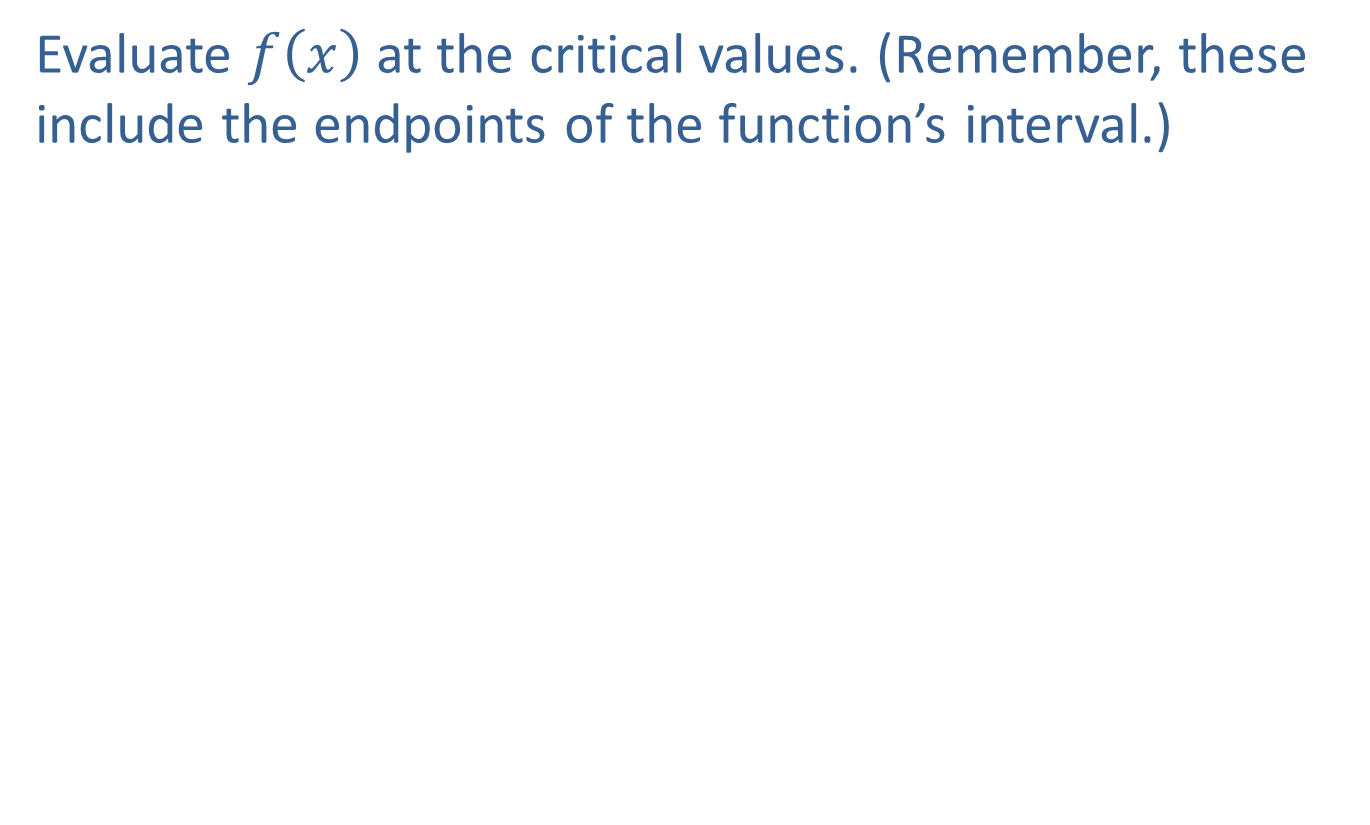 Evaluate 𝑓(𝑥) at the critical values. (Remember, these
include the endpoints of the function’s interval.)